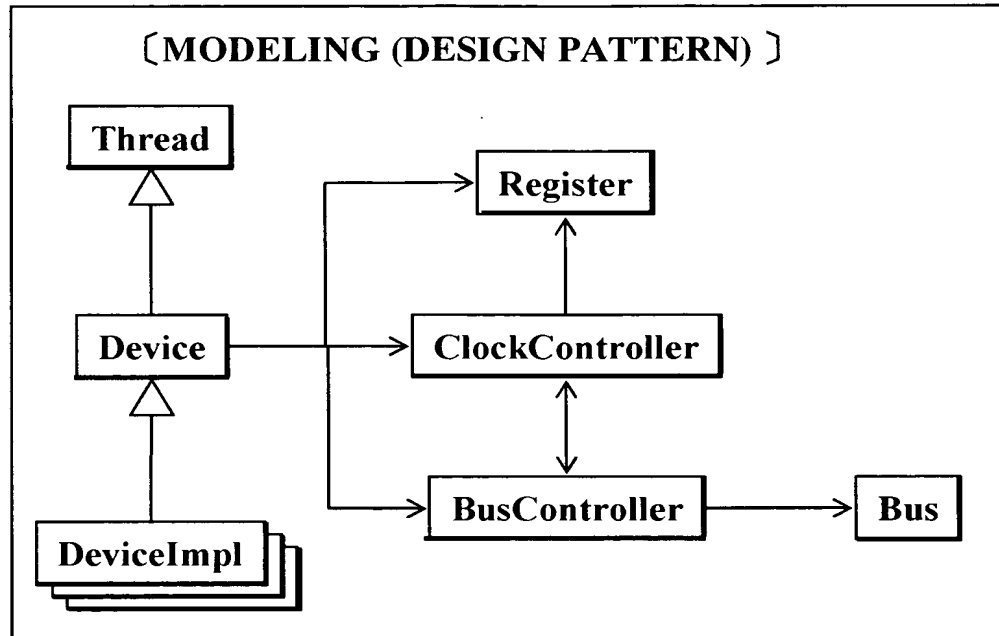 〔MODELING (DESIGN PATTERN) 〕
Thread
Register
Device
ClockController
BusController
Bus
DeviceImpl